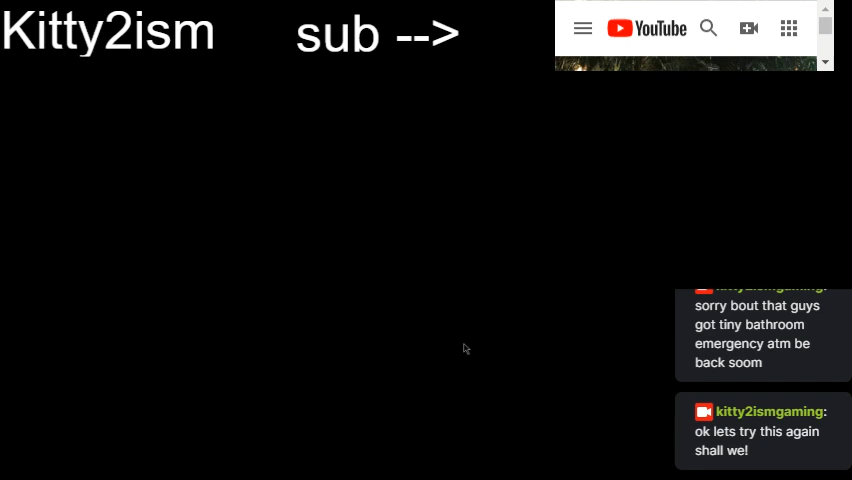 Kitty2ism sub -->
YouTube
kitty2ismgaming:
sorry bout that guys
got tiny bathroom
emergency atm be
back soom
kitty2ismgaming:
ok lets try this again
shall we!